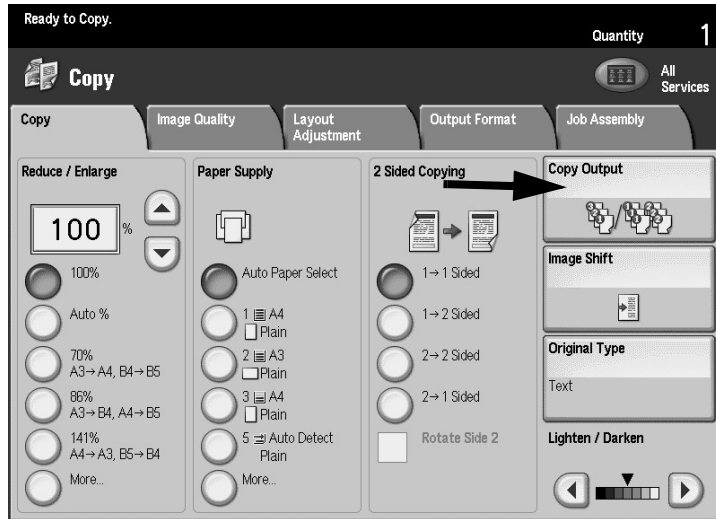 Ready to Copy.
Quantity 1
Copy
All
Services
Copy
Image Quality
Layout
Adjustment
Output Format
Job Assembly
Reduce / Enlarge
100 %
100%
Auto %
70%
A3→A4, B4→B5
86%
A3→B4, A4→B5
141%
A4→A3, B5→B4
More...
Paper Supply
Auto Paper Select
1 A4
Plain
2 A3
Plain
3 A4
Plain
5 Auto Detect
Plain
More...
2 Sided Copying
1→1 Sided
1→2 Sided
2→2 Sided
2→1 Sided
Rotate Side 2
Copy Output
Image Shift
Original Type
Text
Lighten / Darken